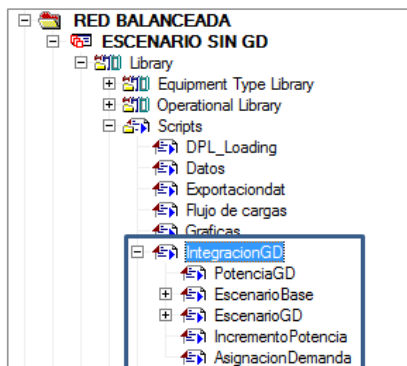 RED BALANCEADA
ESCENARIO SIN GD
Library
Equipment Type Library
Operational Library
Scripts
DPL_Loading
Datos
Exportaciondat
Flujo de cargas
Graficas
IntegracionGD
PotenciaGD
EscenarioBase
EscenarioGD
IncrementoPotencia
AsignacionDemanda